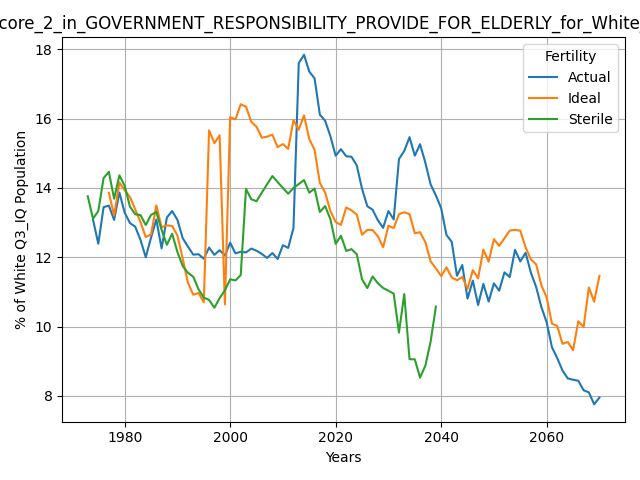 core_2_in_GOVERNMENT_RESPONSIBILITY_PROVIDE_FOR_ELDERLY_for_White_
Fertility
Actual
Ideal
Sterile
% of White Q3_IQ Population
18
16
14
12
10
8
1980 2000 2020 2040 2060
Years